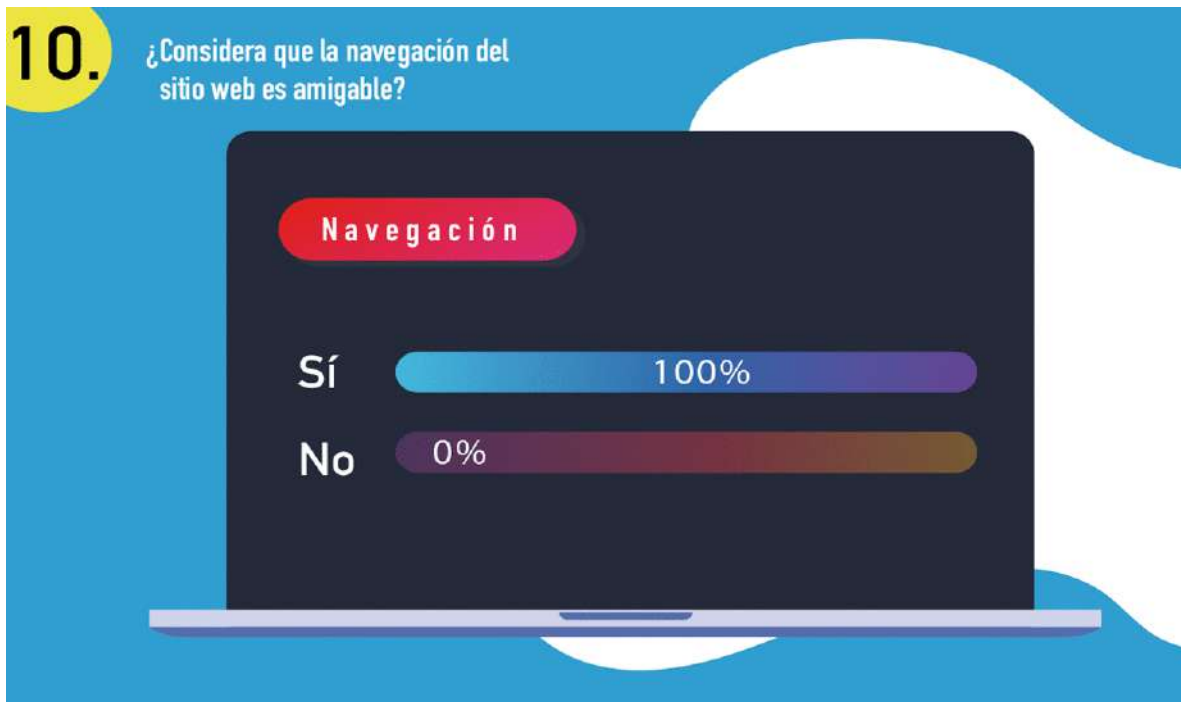 10.
¿Considera que la navegación del
sitio web es amigable?
Navegación
Sí 100%
No 0%